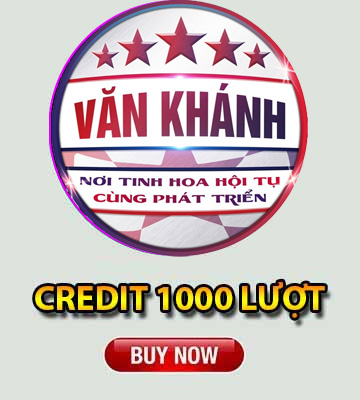 VĂN KHÁNH
NƠI TINH HOA HỘI TỤ
CÙNG PHÁT TRIỂN
CREDIT 1000 LƯỢT
BUY NOW